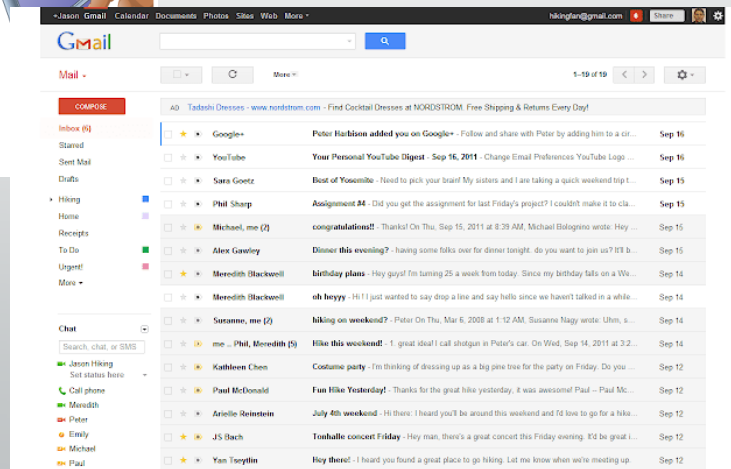 +Jason Gmail Calendar Documents Photos Sites Web More
hikingfan@gmail.com Share
Gmail
Mail
More
1–19 of 19
COMPOSE
AD Tadashi Dresses - www.nordstrom.com - Find Cocktail Dresses at NORDSTROM. Free Shipping & Returns Every Day!
Inbox (6)
Starred
Sent Mail
Drafts
Hiking
Home
Receipts
To Do
Urgent!
More
Google+ Peter Harbison added you on Google+ - Follow and share with Peter by adding him to a cir... Sep 16
YouTube Your Personal YouTube Digest - Sep 16, 2011 - Change Email Preferences YouTube Logo ... Sep 16
Sara Goetz Best of Yosemite - Need to pick your brain! My sisters and I are taking a quick weekend trip t... Sep 15
Phil Sharp Assignment #4 - Did you get the assignment for last Friday's project? I couldn't make it to cla... Sep 15
Michael, me (2) congratulations!! - Thanks! On Thu, Sep 15, 2011 at 8:39 AM, Michael Bolognino wrote: Hey ... Sep 15
Alex Gawley Dinner this evening? - having some folks over for dinner tonight. do you want to join us? It'll b... Sep 15
Meredith Blackwell birthday plans - Hey guys! I'm turning 25 a week from today. Since my birthday falls on a We... Sep 14
Meredith Blackwell oh heyyy - Hi ! I just wanted to say drop a line and say hello since we haven't talked in a while... Sep 14
Susanne, me (2) hiking on weekend? - Peter On Thu, Mar 6, 2008 at 1:12 AM, Susanne Nagy wrote: Uhm, s... Sep 14
me .. Phil, Meredith (5) Hike this weekend! - 1. great idea! I call shotgun in Peter's car. On Wed, Sep 14, 2011 at 3:2... Sep 14
Kathleen Chen Costume party - I'm thinking of dressing up as a big pine tree for the party on Friday. Do you ... Sep 12
Paul McDonald Fun Hike Yesterday! - Thanks for the great hike yesterday, it was awesome! Paul -- Paul Mc... Sep 12
Arielle Reinstein July 4th weekend - Hi there: I heard you'll be around this weekend and I'd love to go for a hike... Sep 12
JS Bach Tonhalle concert Friday - Hey man, there's a great concert this Friday evening. It'd be great i... Sep 12
Yan Tseytlin Hey there! - I heard you found a great place to go hiking. Let me know when we're meeting up. Sep 12
Chat
Search, chat, or SMS
Jason Hiking
Set status here
Call phone
Meredith
Peter
Emily
Michael
Paul